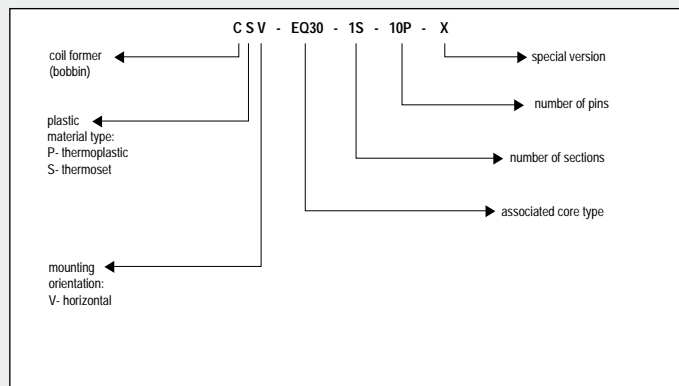 C S V - EQ30 - 1S - 10P - X
coil former
(bobbin)
special version
number of pins
plastic
material type:
P- thermoplastic
S- thermoset
number of sections
associated core type
mounting
orientation:
V- horizontal